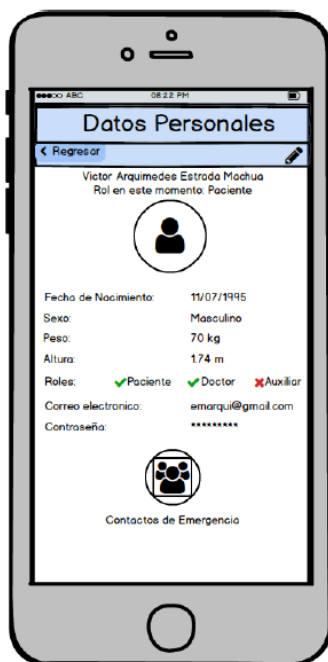 ABC 08:22 PM
Datos Personales
Regresar
Victor Arquimedes Estrada Machua
Rol en este momento: Paciente
Fecha de Nacimiento: 11/07/1995
Sexo: Masculino
Peso: 70 kg
Altura: 1.74 m
Roles: Paciente Doctor Auxiliar
Correo electronico: emarqui@gmail.com
Contraseña: *********
Contactos de Emergencia